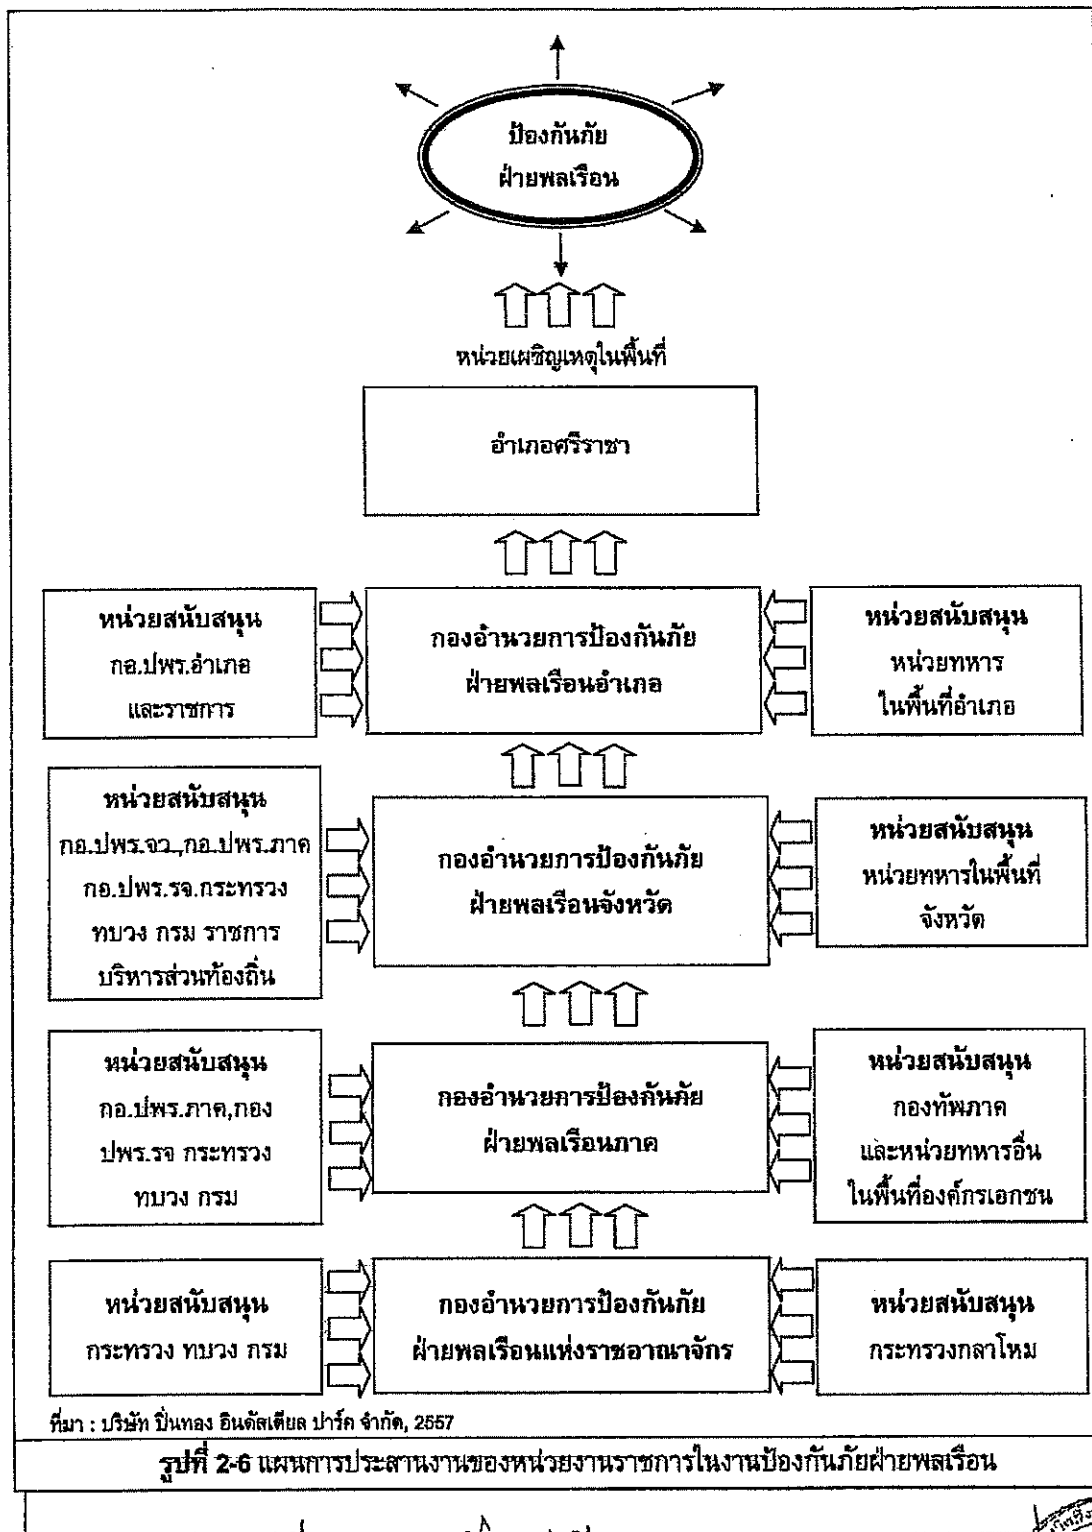 ป้องกันภัย
ฝ่ายพลเรือน
หน่วยเผชิญเหตุในพื้นที่
อำเภอศรีราชา
หน่วยสนับสนุน
กอ.ปพร.อำเภอ
และราชการ
กองอำนวยการป้องกันภัย
ฝ่ายพลเรือนอำเภอ
หน่วยสนับสนุน
หน่วยทหาร
ในพื้นที่อำเภอ
หน่วยสนับสนุน
กอ.ปพร.จว.,กอ.ปพร.ภาค
กอ.ปพร.รจ.กระทรวง
ทบวง กรม ราชการ
บริหารส่วนท้องถิ่น
กองอำนวยการป้องกันภัย
ฝ่ายพลเรือนจังหวัด
หน่วยสนับสนุน
หน่วยทหารในพื้นที่
จังหวัด
หน่วยสนับสนุน
กอ.ปพร.ภาค,กอง
ปพร.รจ กระทรวง
ทบวง กรม
กองอำนวยการป้องกันภัย
ฝ่ายพลเรือนภาค
หน่วยสนับสนุน
กองทัพภาค
และหน่วยทหารอื่น
ในพื้นที่องค์กรเอกชน
หน่วยสนับสนุน
กระทรวง ทบวง กรม
กองอำนวยการป้องกันภัย
ฝ่ายพลเรือนแห่งราชอาณาจักร
หน่วยสนับสนุน
กระทรวงกลาโหม
ที่มา : บริษัท ปิ่นทอง อินดัสเตียล ปาร์ค จำกัด, 2557
รูปที่ 2-6 แผนการประสานงานของหน่วยงานราชการในงานป้องกันภัยฝ่ายพลเรือน